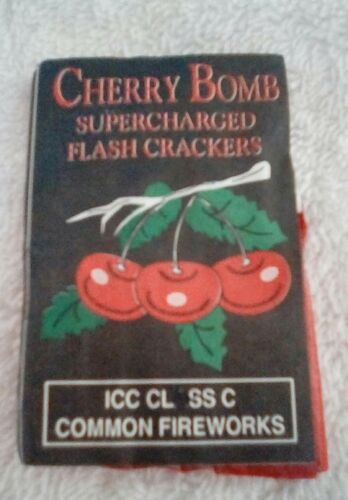 CHERRY BOMB
SUPERCHARGED
FLASH CRACKERS
ICC CL SS C
COMMON FIREWORKS